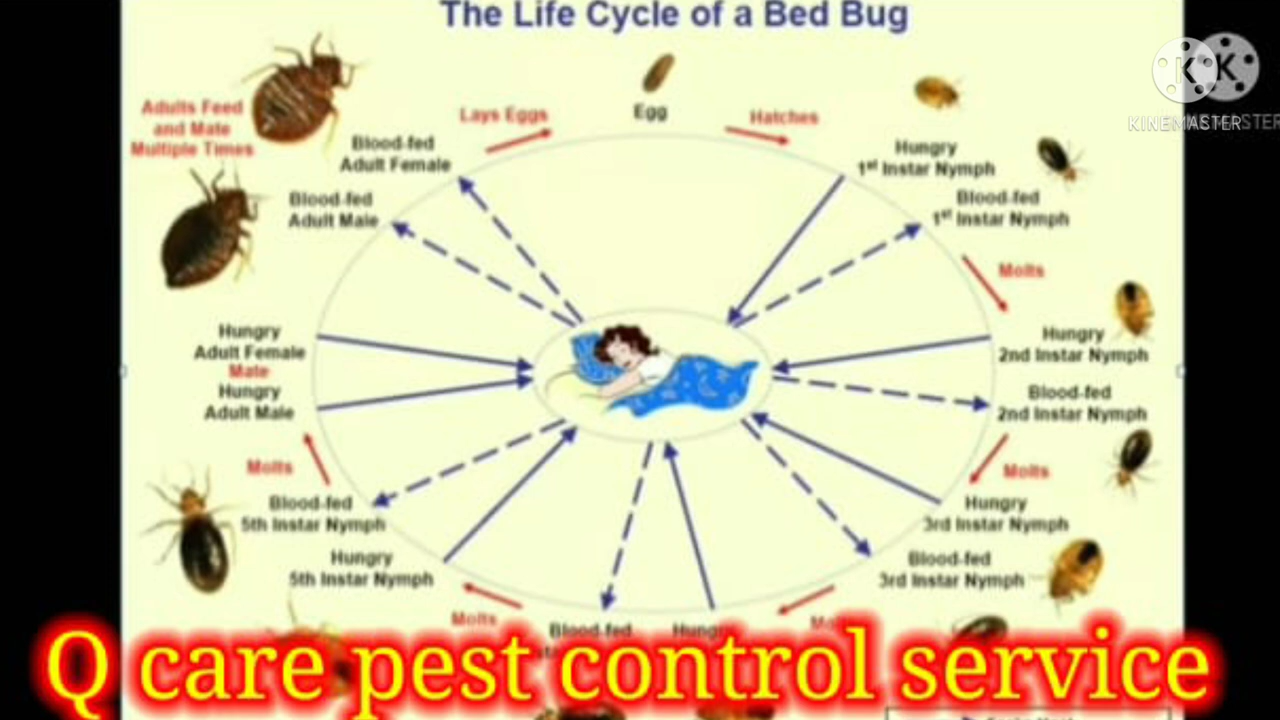 The Life Cycle of a Bed Bug
KINEMASTER
Adults Feed
and Mate
Multiple Times
Blood-fed
Adult Female
Lays Eggs
Egg
Hatches
Hungry
1st Instar Nymph
Blood-fed
1st Instar Nymph
Blood-fed
Adult Male
Molts
Hungry
2nd Instar Nymph
Hungry
Adult Female
Male
Hungry
Adult Male
Blood-fed
2nd Instar Nymph
Molts
Molts
Blood-fed
5th Instar Nymph
Hungry
3rd Instar Nymph
Hungry
5th Instar Nymph
Blood-fed
3rd Instar Nymph
Molts
Blood-fed
Q care pest control service